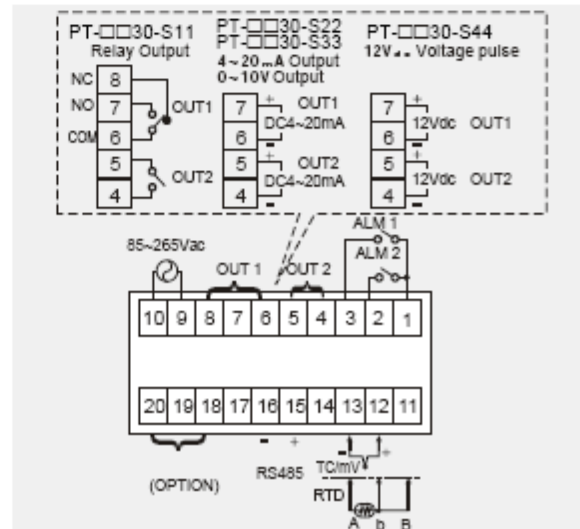 PT-□□30-S11
Relay Output
NC 8
NO 7 OUT1
COM 6
5 OUT2
4
PT-□□30-S22
PT-□□30-S33
4~20mA Output
0~10V Output
7 + OUT1
DC4~20mA
6 -
5 + OUT2
DC4~20mA
4 -
PT-□□30-S44
12V Voltage pulse
7 +
12Vdc OUT1
6 -
5 +
12Vdc OUT2
4 -
85~265Vac
OUT 1 OUT 2
ALM 1
ALM 2
10 9 8 7 6 5 4 3 2 1
20 19 18 17 16 15 14 13 12 11
- + - +
(OPTION) RS485 TC/mV
RTD
A b B